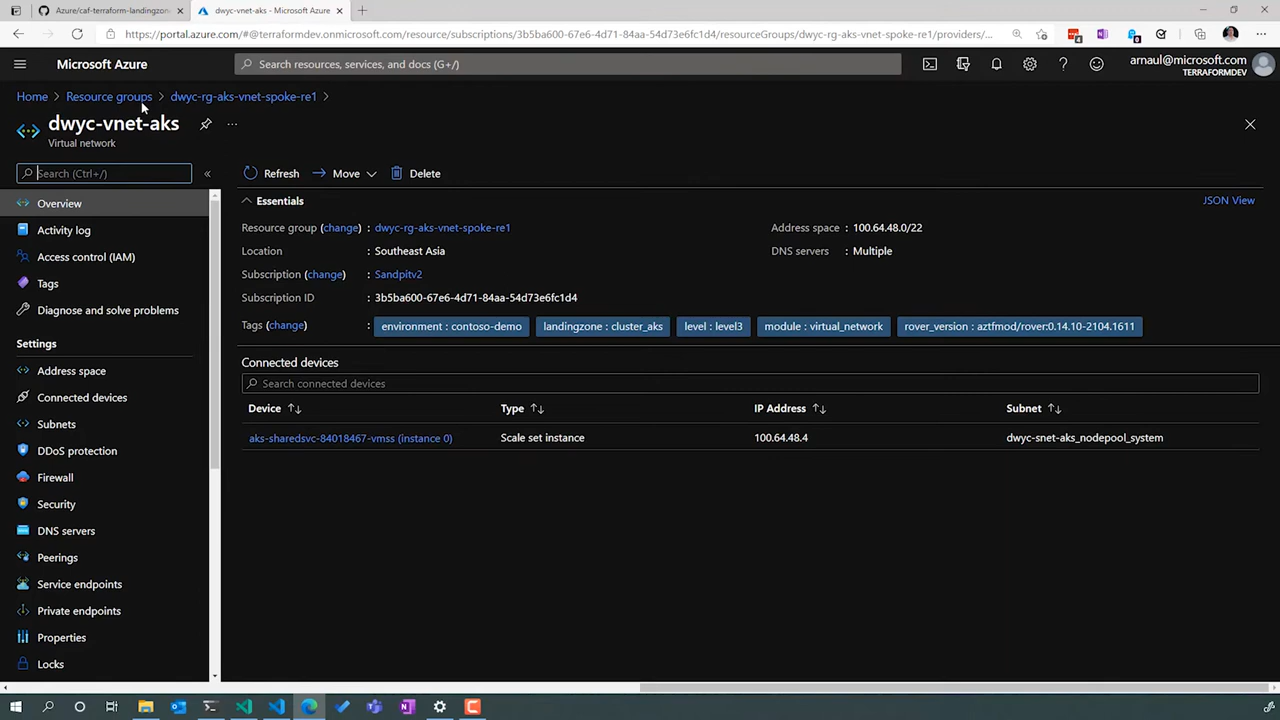 Azure/caf-terraform-landingzon
dwyc-vnet-aks - Microsoft Azure
https://portal.azure.com/#@terraformdev.onmicrosoft.com/resource/subscriptions/3b5ba600-67e6-4d71-84aa-54d73e6fc1d4/resourceGroups/dwyc-rg-aks-vnet-spoke-re1/providers/...
Microsoft Azure
Search resources, services, and docs (G+/)
arnaul@microsoft.com
TERRAFORMDEV
Home > Resource groups > dwyc-rg-aks-vnet-spoke-re1 >
dwyc-vnet-aks
...
Virtual network
Search (Ctrl+/)
«
Refresh
Move
Delete
Overview
Activity log
Access control (IAM)
Tags
Diagnose and solve problems
Settings
Address space
Connected devices
Subnets
DDoS protection
Firewall
Security
DNS servers
Peerings
Service endpoints
Private endpoints
Properties
Locks
Essentials
JSON View
Resource group (change) : dwyc-rg-aks-vnet-spoke-re1
Address space : 100.64.48.0/22
Location : Southeast Asia
DNS servers : Multiple
Subscription (change) : Sandpitv2
Subscription ID : 3b5ba600-67e6-4d71-84aa-54d73e6fc1d4
Tags (change) : environment : contoso-demo landingzone : cluster_aks level : level3 module : virtual_network rover_version : aztfmod/rover:0.14.10-2104.1611
Connected devices
Search connected devices
Device Type IP Address Subnet
aks-sharedsvc-84018467-vmss (instance 0) Scale set instance 100.64.48.4 dwyc-snet-aks_nodepool_system